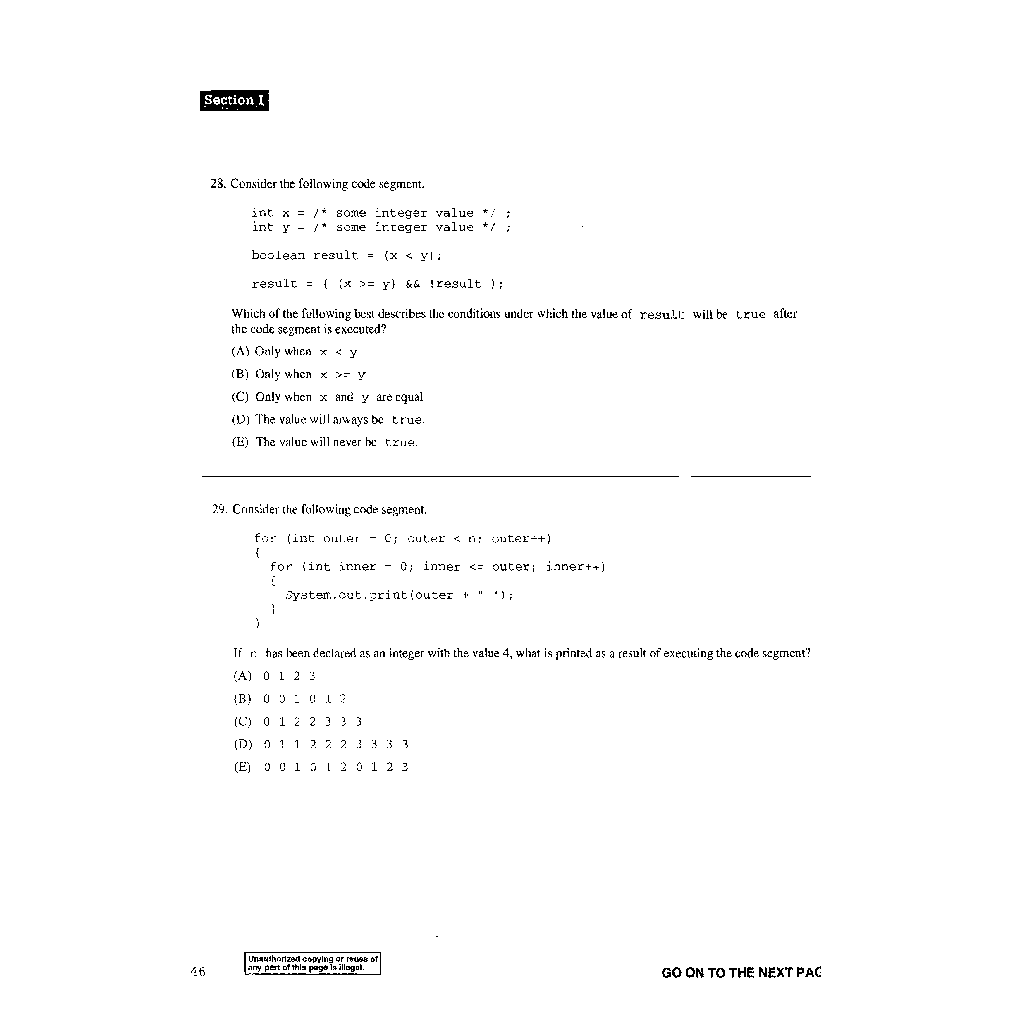 Section I
28. Consider the following code segment.
int x = /* some integer value */ ;
int y = /* some integer value */ ;
boolean result = (x < y);
result = ( (x >= y) && !result );
Which of the following best describes the conditions under which the value of result will be true after
the code segment is executed?
(A) Only when x < y
(B) Only when x >= y
(C) Only when x and y are equal
(D) The value will always be true.
(E) The value will never be true.
29. Consider the following code segment.
for (int outer = 0; outer < n; outer++)
{
for (int inner = 0; inner <= outer; inner++)
{
System.out.print(outer + " ");
}
}
If n has been declared as an integer with the value 4, what is printed as a result of executing the code segment?
(A) 0 1 2 3
(B) 0 0 1 0 1 2
(C) 0 1 2 2 3 3 3
(D) 0 1 1 2 2 2 3 3 3 3
(E) 0 0 1 0 1 2 0 1 2 3
Unauthorized copying or reuse of
any part of this page is illegal.
46
GO ON TO THE NEXT PAG